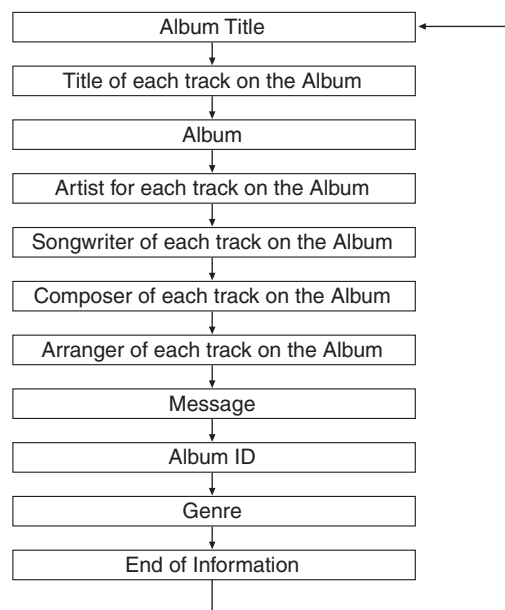 Album Title
Title of each track on the Album
Album
Artist for each track on the Album
Songwriter of each track on the Album
Composer of each track on the Album
Arranger of each track on the Album
Message
Album ID
Genre
End of Information